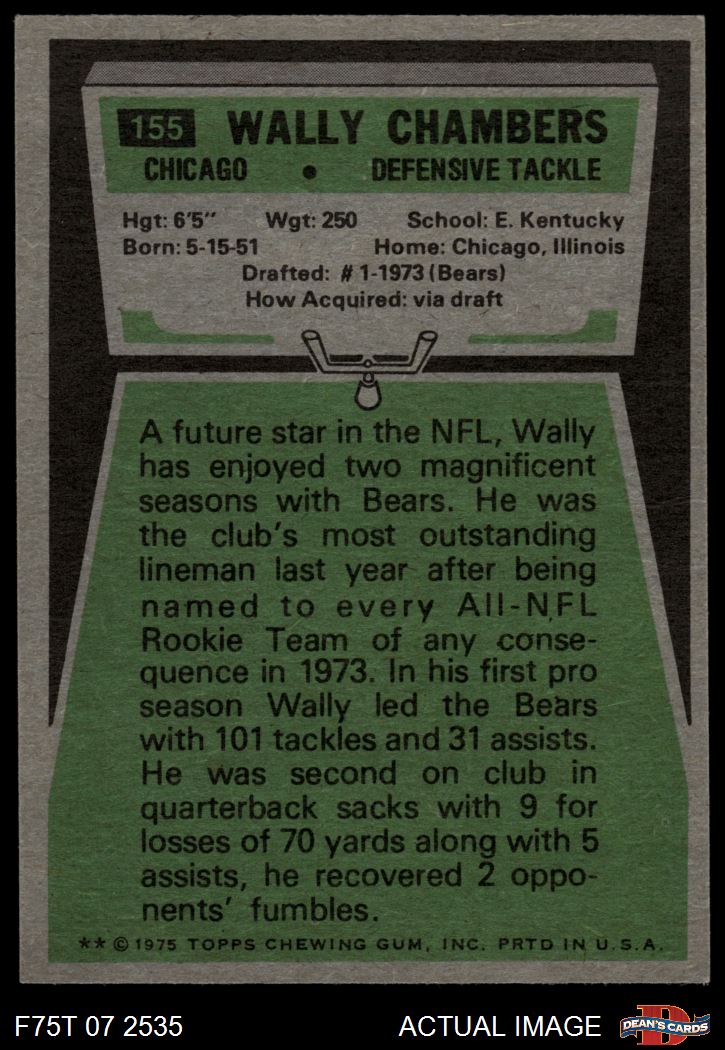 155 WALLY CHAMBERS
CHICAGO • DEFENSIVE TACKLE
Hgt: 6'5" Wgt: 250 School: E. Kentucky
Born: 5-15-51 Home: Chicago, Illinois
Drafted: #1-1973 (Bears)
How Acquired: via draft
A future star in the NFL, Wally
has enjoyed two magnificent
seasons with Bears. He was
the club's most outstanding
lineman last year after being
named to every All-NFL
Rookie Team of any conse-
quence in 1973. In his first pro
season Wally led the Bears
with 101 tackles and 31 assists.
He was second on club in
quarterback sacks with 9 for
losses of 70 yards along with 5
assists, he recovered 2 oppo-
nents' fumbles.
** © 1975 TOPPS CHEWING GUM, INC. PRTD IN U.S.A.
F75T 07 2535 ACTUAL IMAGE D DEAN'S CARDS